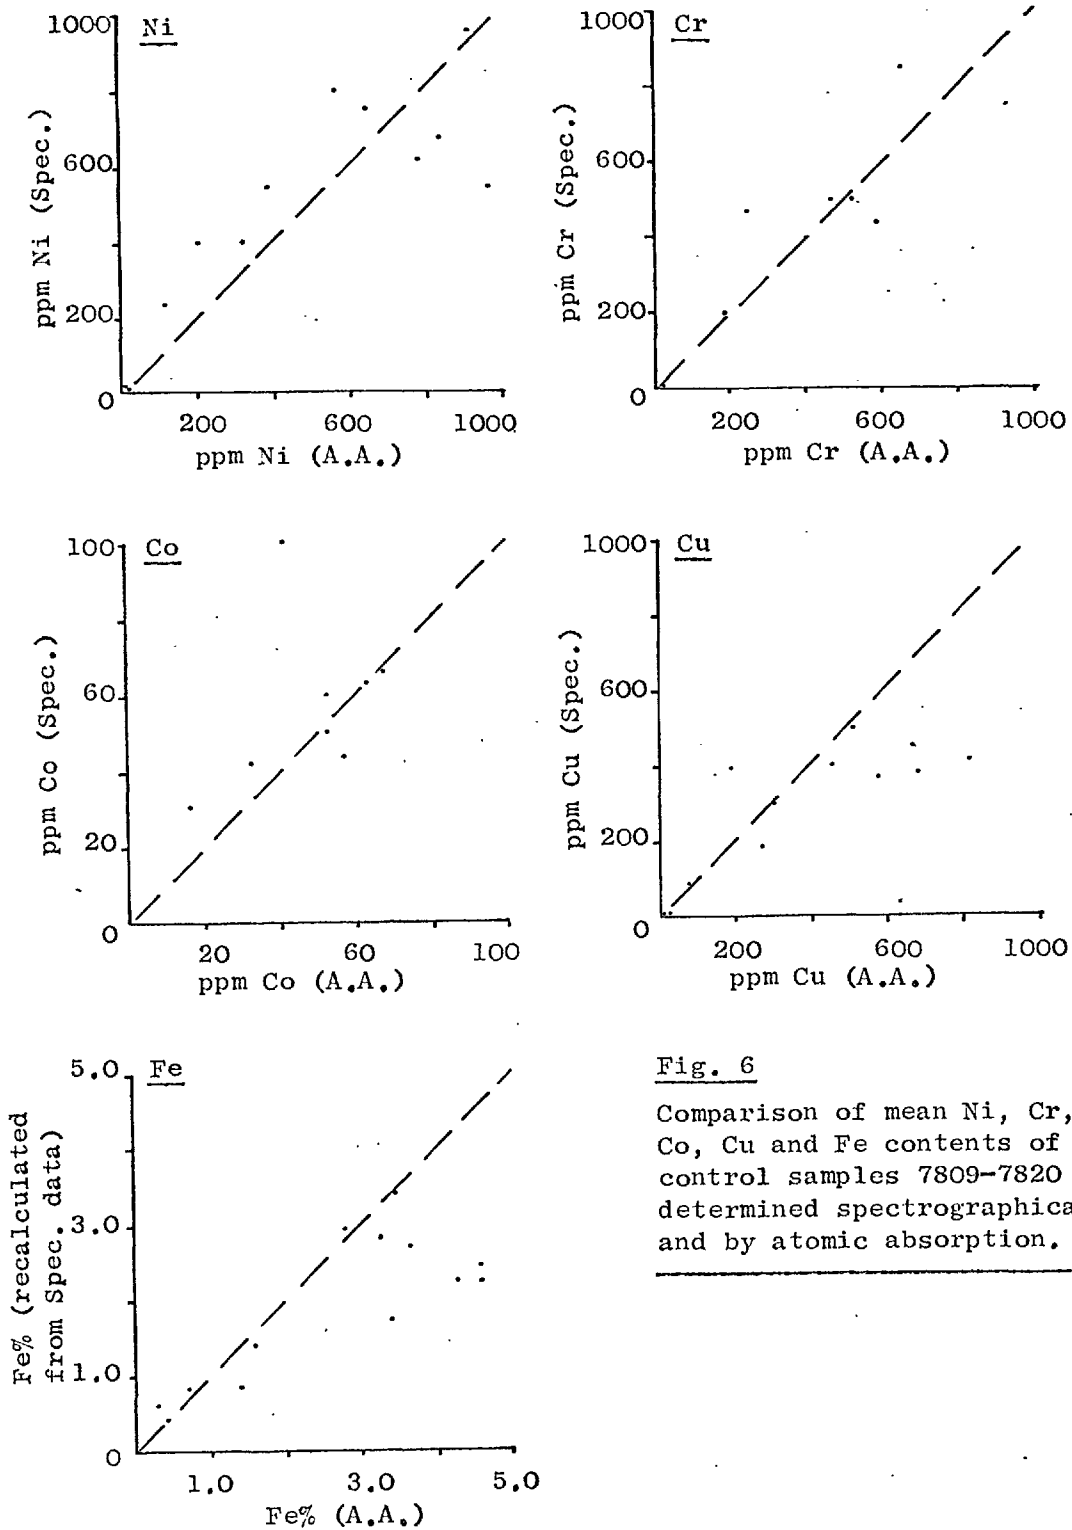 Ni
1000
600
200
0
ppm Ni (Spec.)
200 600 1000
ppm Ni (A.A.)
Cr
1000
600
200
0
ppm Cr (Spec.)
200 600 1000
ppm Cr (A.A.)
Co
100
60
20
0
ppm Co (Spec.)
20 60 100
ppm Co (A.A.)
Cu
1000
600
200
0
ppm Cu (Spec.)
200 600 1000
ppm Cu (A.A.)
Fe
5.0
3.0
1.0
0
Fe% (recalculated
from Spec. data)
1.0 3.0 5.0
Fe% (A.A.)
Fig. 6
Comparison of mean Ni, Cr,
Co, Cu and Fe contents of
control samples 7809-7820
determined spectrographica
and by atomic absorption.